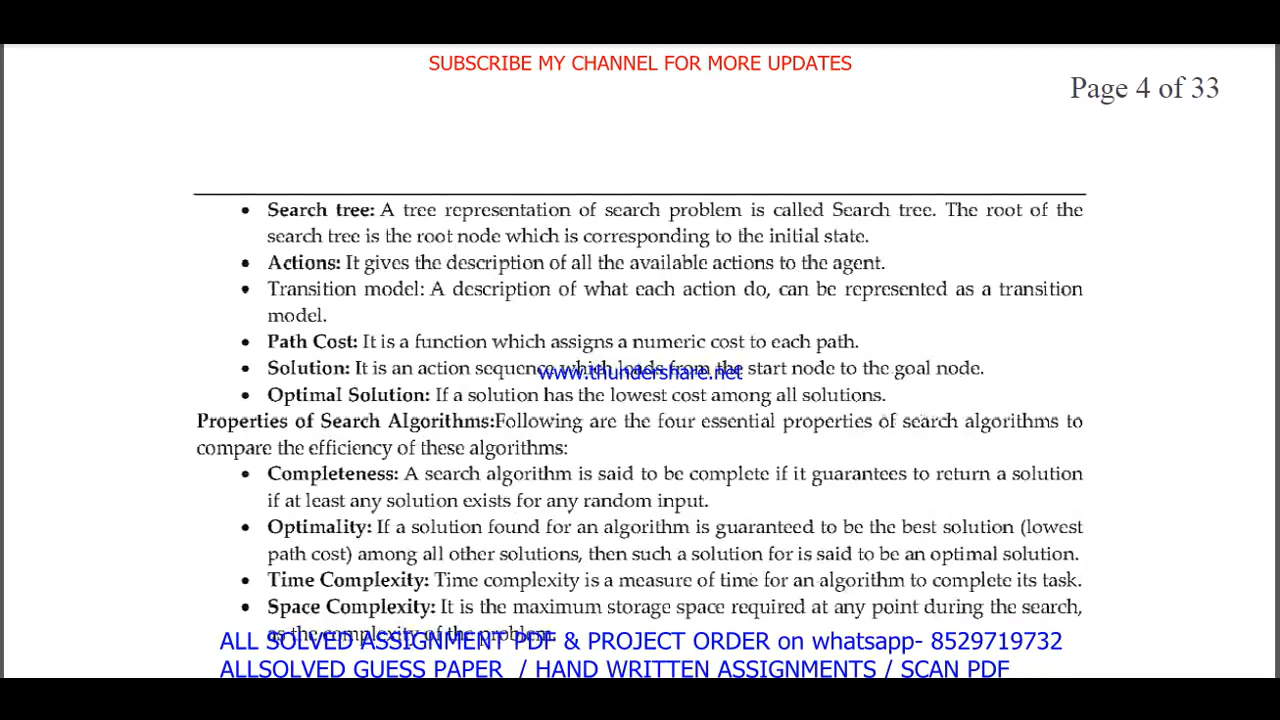 SUBSCRIBE MY CHANNEL FOR MORE UPDATES
Page 4 of 33
• Search tree: A tree representation of search problem is called Search tree. The root of the
search tree is the root node which is corresponding to the initial state.
• Actions: It gives the description of all the available actions to the agent.
• Transition model: A description of what each action do, can be represented as a transition
model.
• Path Cost: It is a function which assigns a numeric cost to each path.
• Solution: It is an action sequence which leads from the start node to the goal node.
www.thundershare.net
• Optimal Solution: If a solution has the lowest cost among all solutions.
Properties of Search Algorithms:Following are the four essential properties of search algorithms to
compare the efficiency of these algorithms:
• Completeness: A search algorithm is said to be complete if it guarantees to return a solution
if at least any solution exists for any random input.
• Optimality: If a solution found for an algorithm is guaranteed to be the best solution (lowest
path cost) among all other solutions, then such a solution for is said to be an optimal solution.
• Time Complexity: Time complexity is a measure of time for an algorithm to complete its task.
• Space Complexity: It is the maximum storage space required at any point during the search,
as the complexity of the problem.
ALL SOLVED ASSIGNMENT PDF & PROJECT ORDER on whatsapp- 8529719732
ALLSOLVED GUESS PAPER / HAND WRITTEN ASSIGNMENTS / SCAN PDF